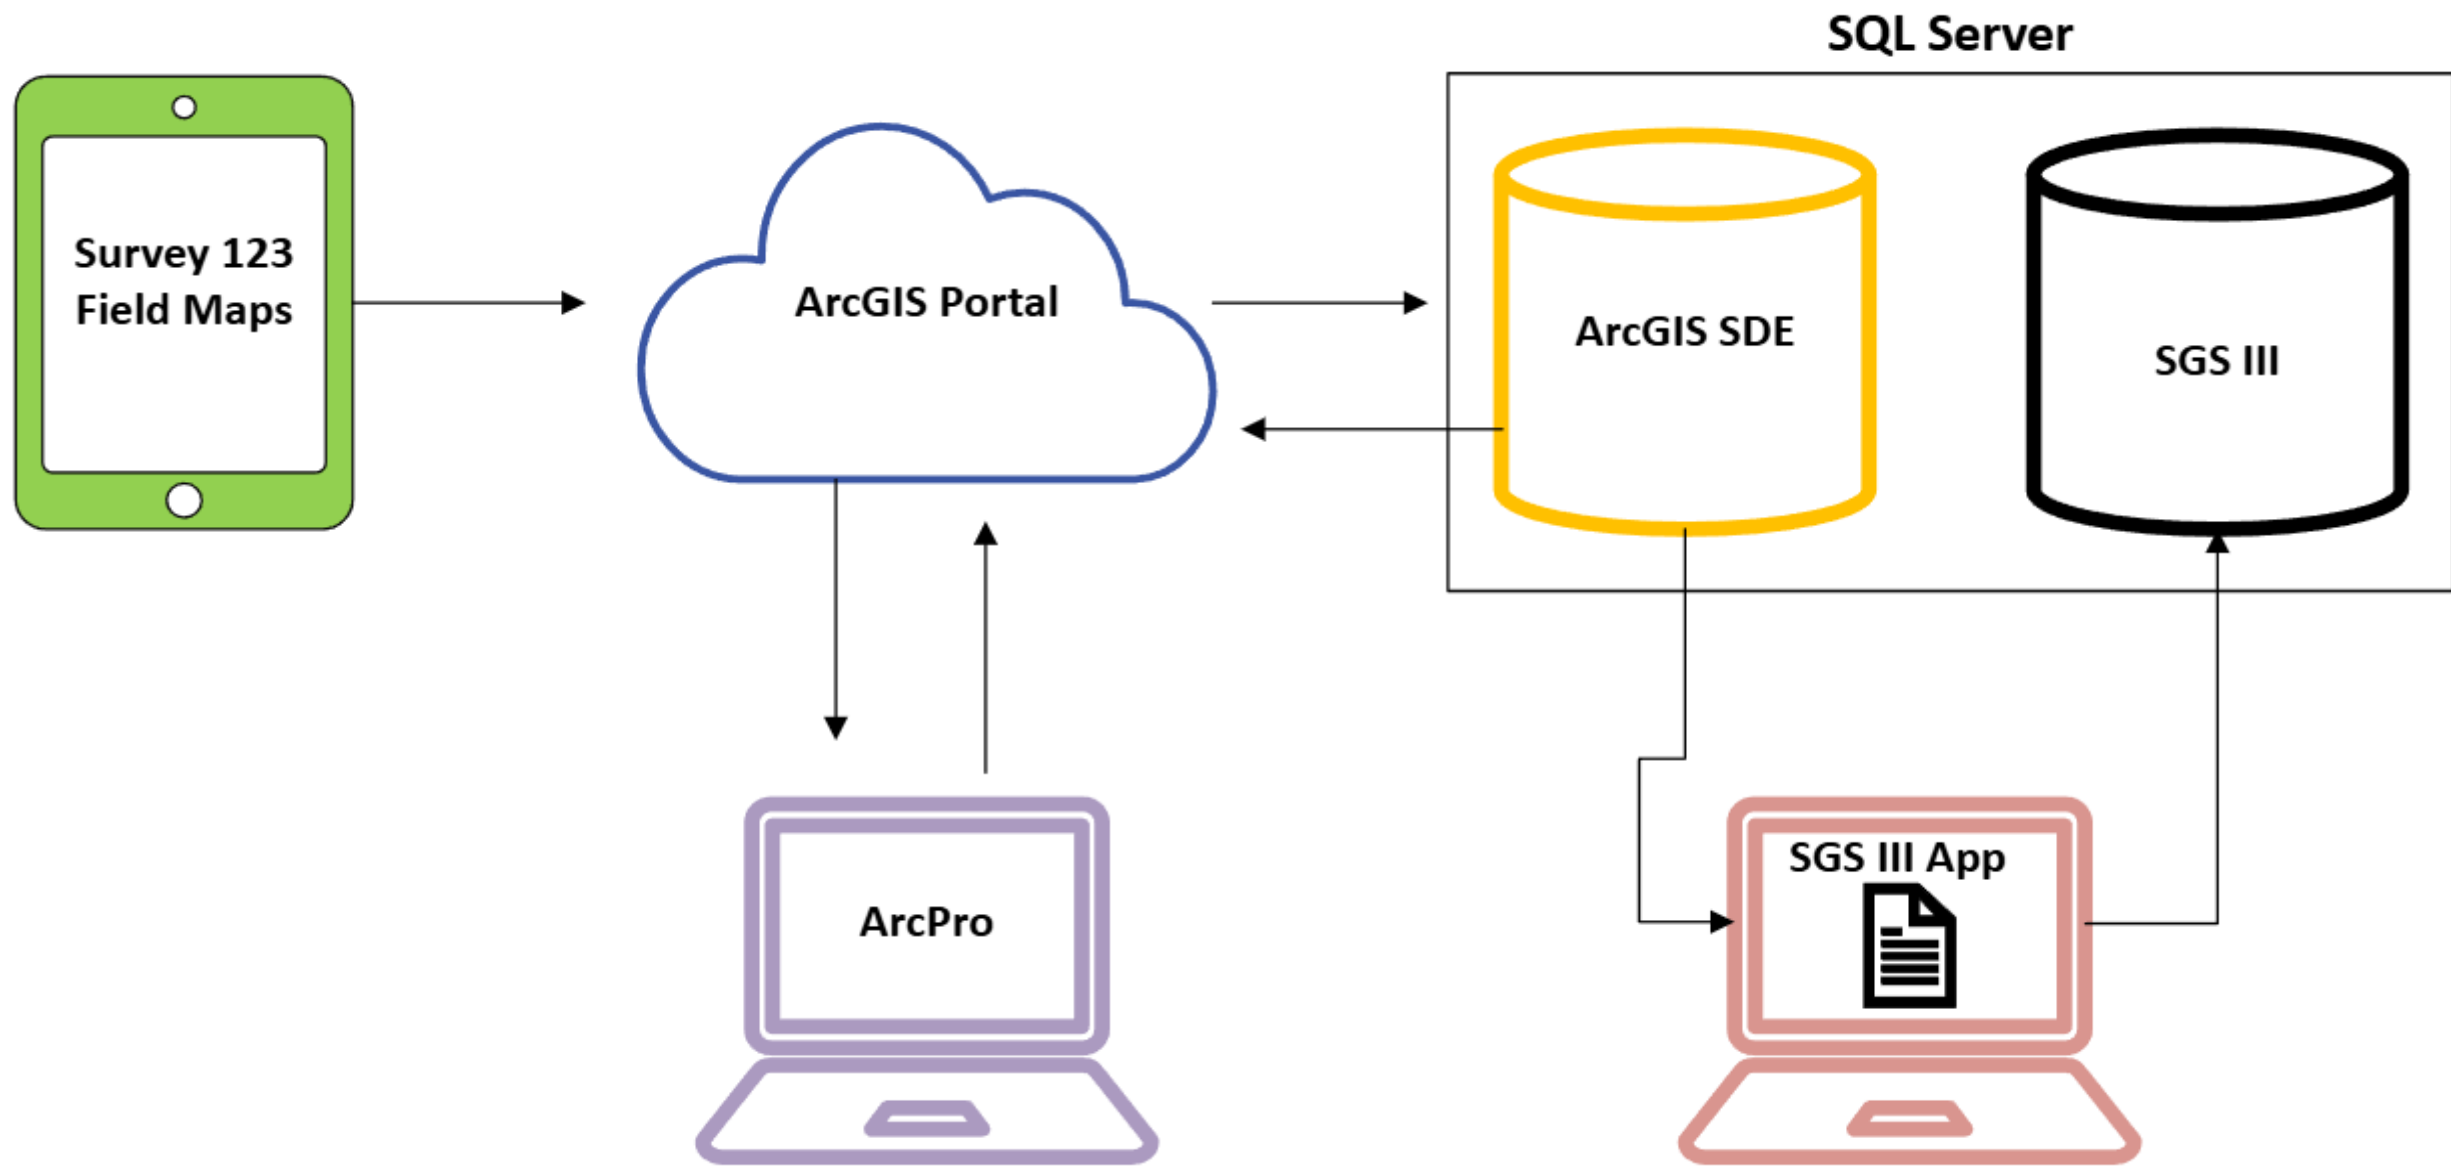 SQL Server
Survey 123
Field Maps
ArcGIS Portal
ArcGIS SDE
SGS III
ArcPro
SGS III App